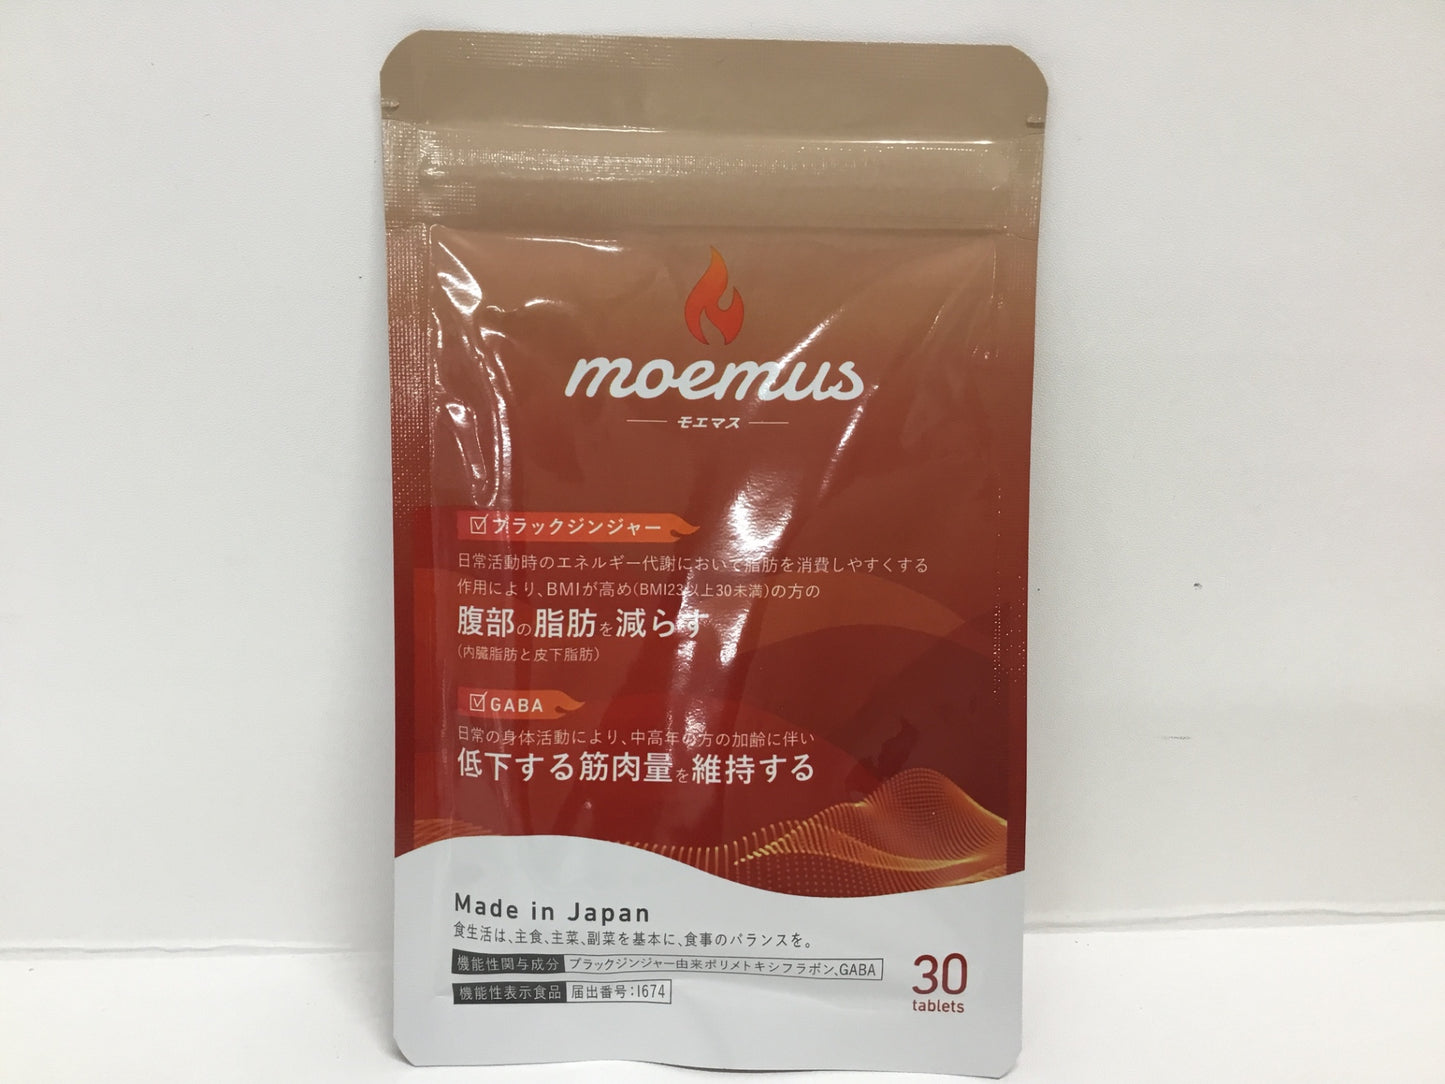 moemus
モエマス
ブラックジンジャー
日常活動時のエネルギー代謝において脂肪を消費しやすくする
作用により、BMIが高め(BMI23以上30未満)の方の
腹部の脂肪を減らす
(内臓脂肪と皮下脂肪)
GABA
日常の身体活動により、中高年の方の加齢に伴い
低下する筋肉量を維持する
Made in Japan
食生活は、主食、主菜、副菜を基本に、食事のバランスを。
機能性関与成分 ブラックジンジャー由来ポリメトキシフラボン、GABA
機能性表示食品 届出番号:I674
30
tablets